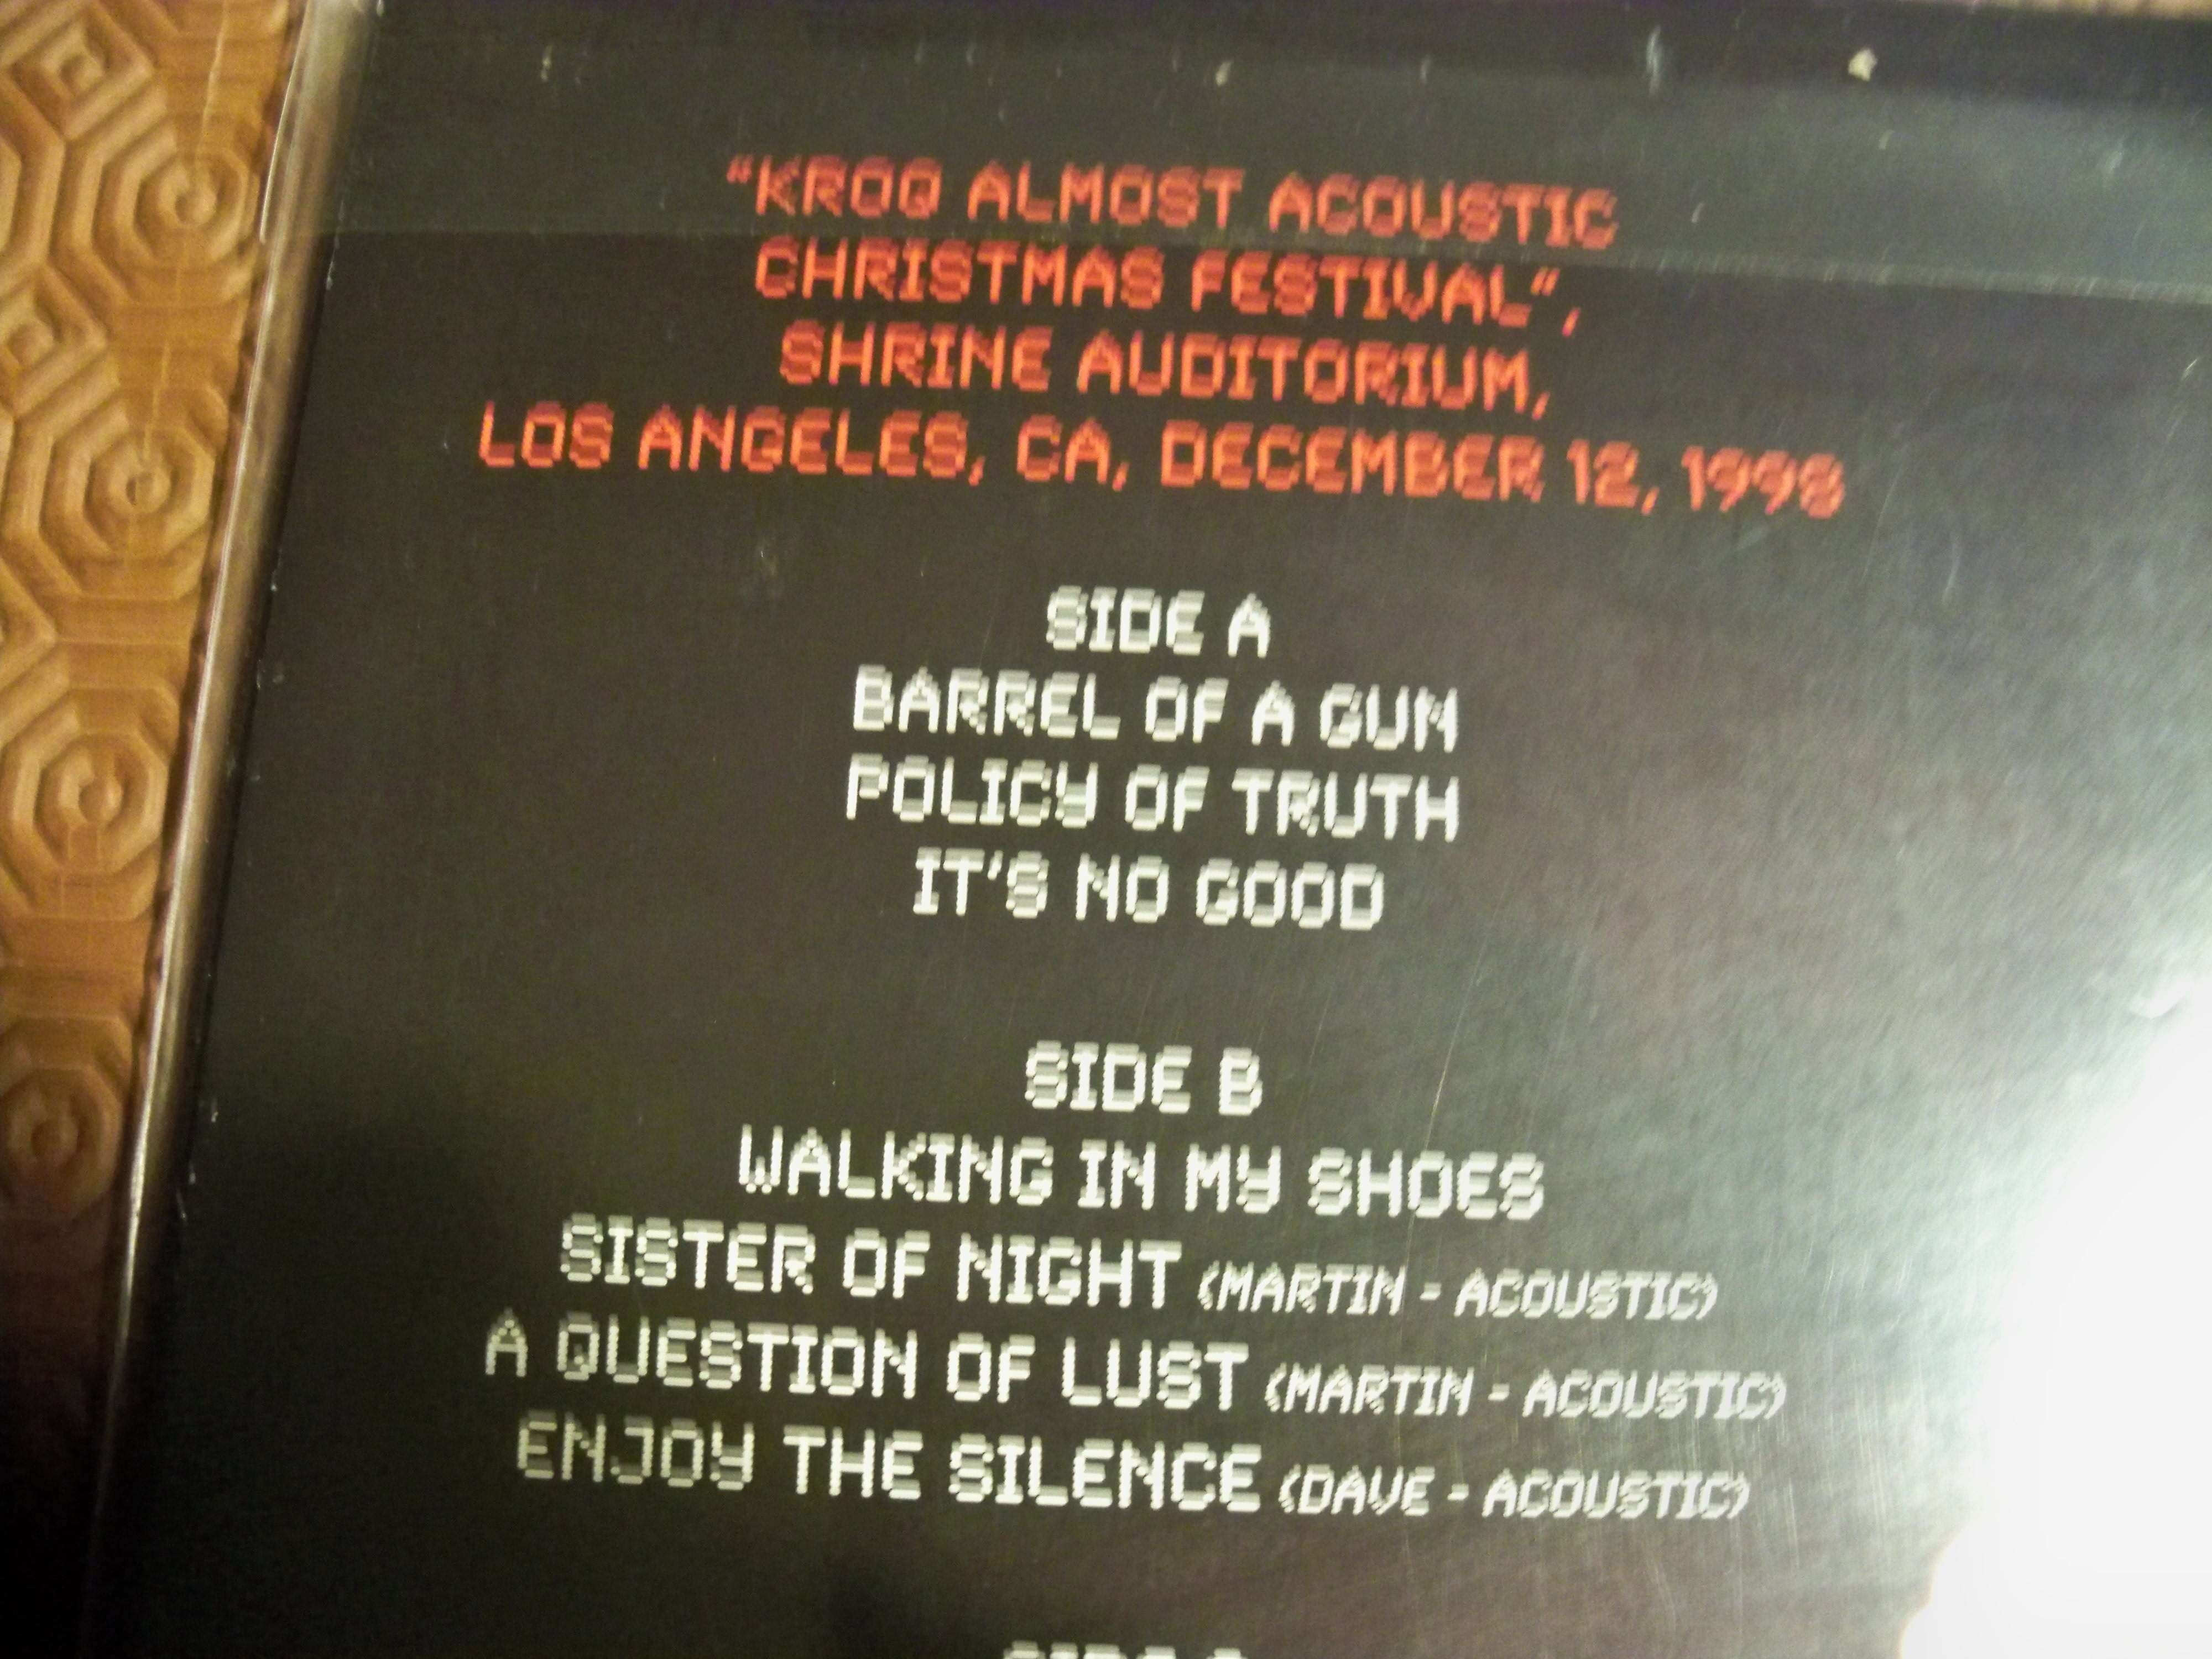 "KROQ ALMOST ACOUSTIC
CHRISTMAS FESTIVAL",
SHRINE AUDITORIUM,
LOS ANGELES, CA, DECEMBER 12, 1998
SIDE A
BARREL OF A GUN
POLICY OF TRUTH
IT'S NO GOOD
SIDE B
WALKING IN MY SHOES
SISTER OF NIGHT (MARTIN - ACOUSTIC)
A QUESTION OF LUST (MARTIN - ACOUSTIC)
ENJOY THE SILENCE (DAVE - ACOUSTIC)